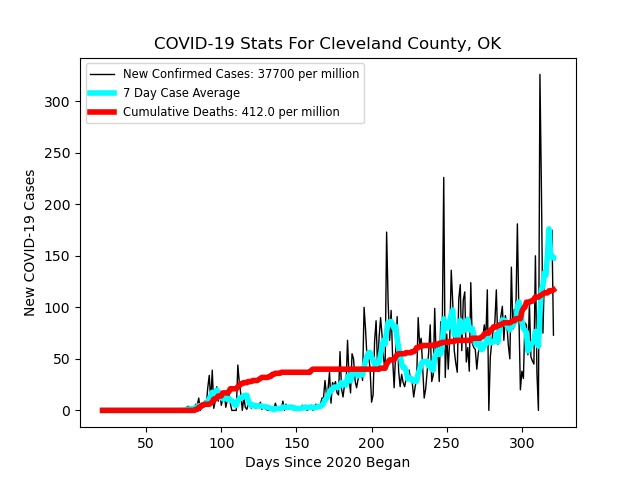 COVID-19 Stats For Cleveland County, OK
New Confirmed Cases: 37700 per million
7 Day Case Average
Cumulative Deaths: 412.0 per million
New COVID-19 Cases
300
250
200
150
100
50
0
50 100 150 200 250 300
Days Since 2020 Began